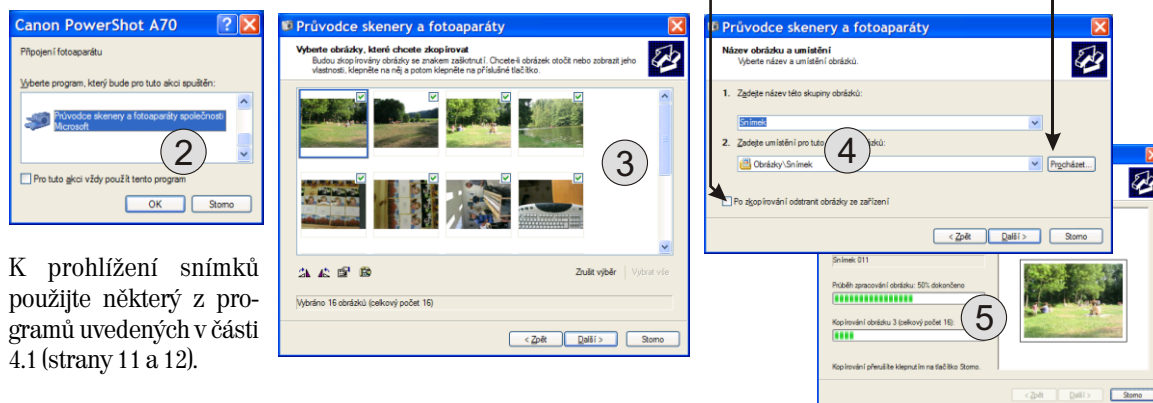 Canon PowerShot A70
Připojení fotoaparátu
Vyberte program, který bude pro tuto akci spuštěn:
Průvodce skenery a fotoaparáty společnosti
Microsoft
2
Pro tuto akci vždy použít tento program
OK Storno
K prohlížení snímků
použijte některý z pro-
gramů uvedených v části
4.1 (strany 11 a 12).
Průvodce skenery a fotoaparáty
Vyberte obrázky, které chcete zkopírovat
Budou zkopírovány obrázky se znakem zaškrtnutí. Chcete-li obrázek otočit nebo zobrazit jeho
vlastnosti, klepněte na něj a potom klepněte na příslušné tlačítko.
3
Zrušit výběr Vybrat vše
Vybráno 16 obrázků (celkový počet 16)
< Zpět Další > Storno
Průvodce skenery a fotoaparáty
Název obrázku a umístění
Vyberte název a umístění obrázků.
1. Zadejte název této skupiny obrázků:
Snímek
2. Zadejte umístění pro tuto
4
Obrázky\Snímek Procházet...
Po zkopírování odstranit obrázky ze zařízení
< Zpět Další > Storno
Snímek 011
Průběh zpracování obrázku: 50% dokončeno
Kopírování obrázku 3 (celkový počet 16):
5
Kopírování přerušíte klepnutím na tlačítko Storno.
< Zpět Další > Storno